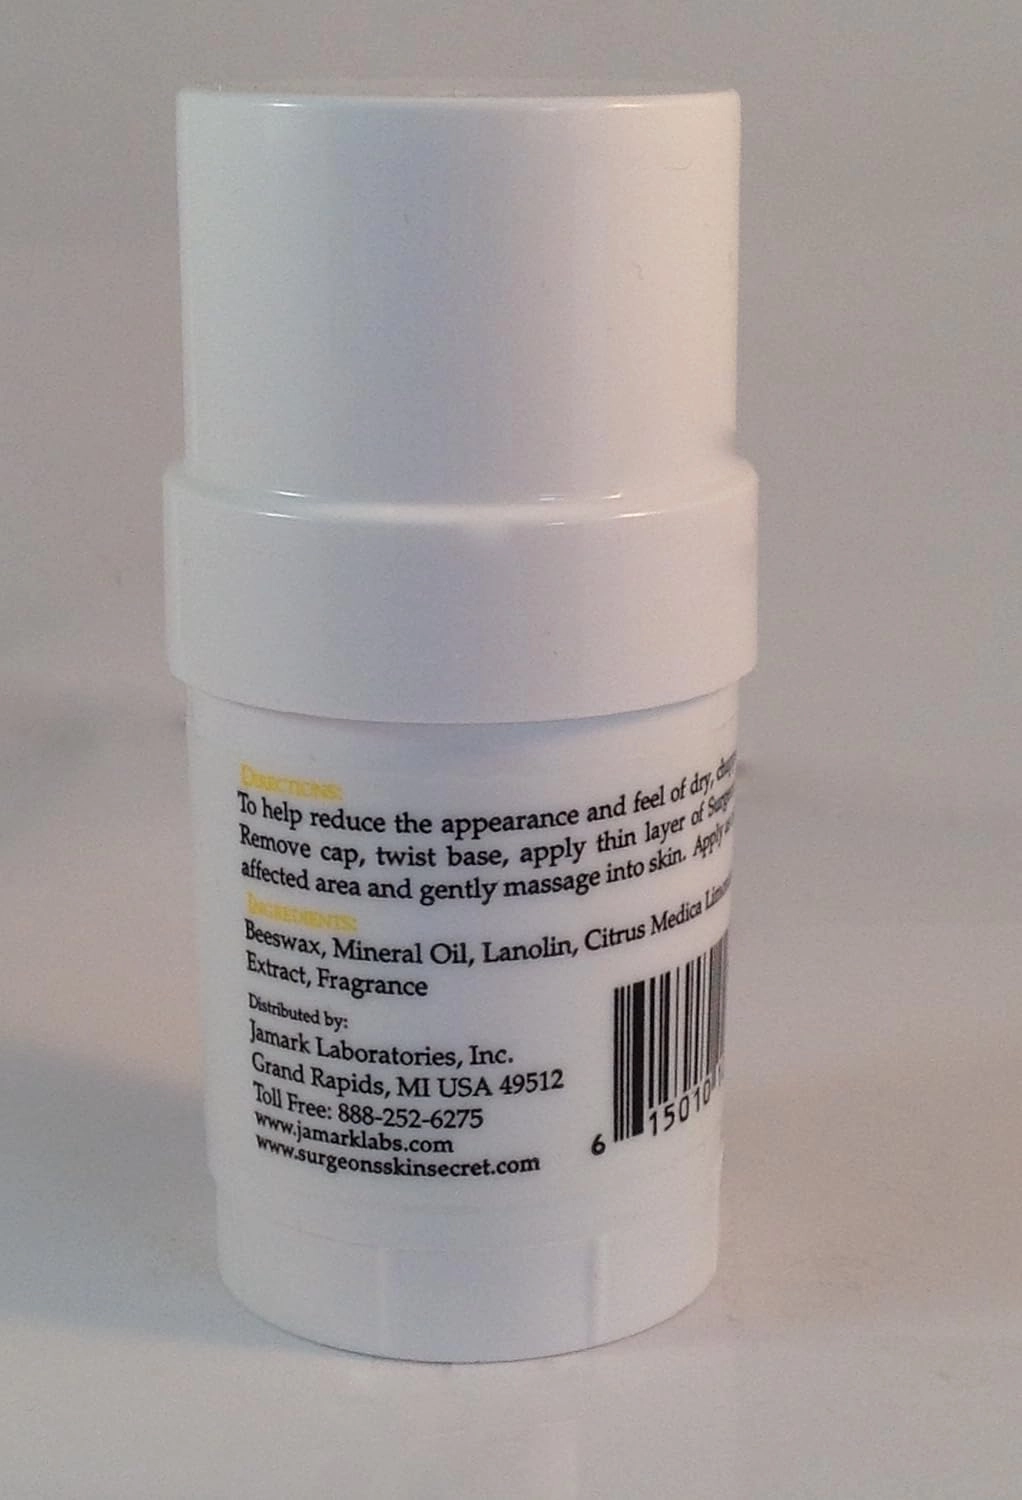 DIRECTIONS:
To help reduce the appearance and feel of dry,
Remove cap, twist base, apply thin layer of
affected area and gently massage into skin. Apply
INGREDIENTS:
Beeswax, Mineral Oil, Lanolin, Citrus Medica
Extract, Fragrance
Distributed by:
Jamark Laboratories, Inc.
Grand Rapids, MI USA 49512
Toll Free: 888-252-6275
www.jamarklabs.com
www.surgeonsskinsecret.com
6 15010